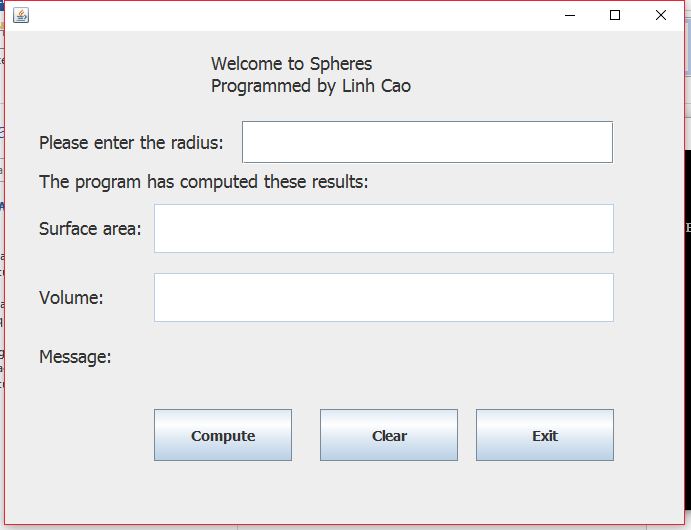 Welcome to Spheres
Programmed by Linh Cao
Please enter the radius:
The program has computed these results:
Surface area:
Volume:
Message:
Compute Clear Exit